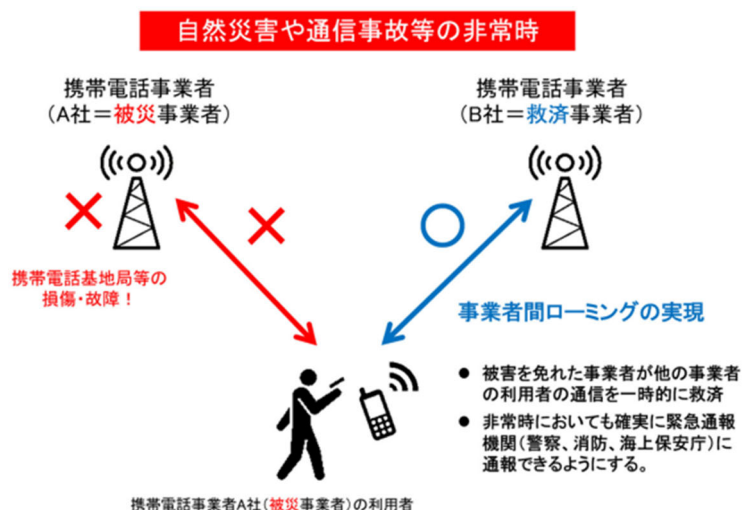 自然災害や通信事故等の非常時
携帯電話事業者
（A社＝被災事業者）
携帯電話事業者
（B社＝救済事業者）
携帯電話基地局等の
損傷・故障！
事業者間ローミングの実現
● 被害を免れた事業者が他の事業者
の利用者の通信を一時的に救済
● 非常時においても確実に緊急通報
機関（警察、消防、海上保安庁）に
通報できるようにする。
携帯電話事業者A社（被災事業者）の利用者